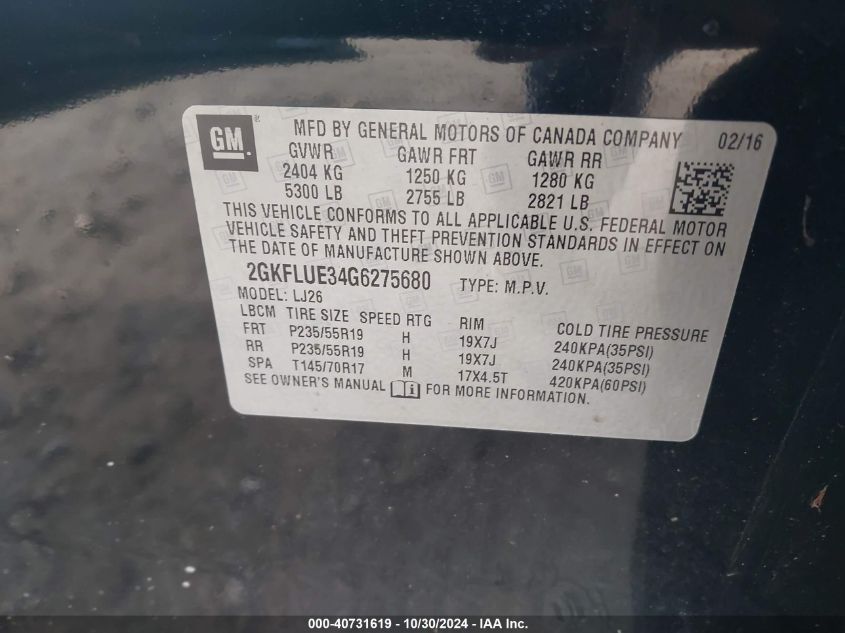 GM
MFD BY GENERAL MOTORS OF CANADA COMPANY 02/16
GVWR GAWR FRT GAWR RR
2404 KG 1250 KG 1280 KG
5300 LB 2755 LB 2821 LB
THIS VEHICLE CONFORMS TO ALL APPLICABLE U.S. FEDERAL MOTOR
VEHICLE SAFETY AND THEFT PREVENTION STANDARDS IN EFFECT ON
THE DATE OF MANUFACTURE SHOWN ABOVE.
2GKFLUE34G6275680 TYPE: M.P.V.
MODEL: LJ26
LBCM TIRE SIZE SPEED RTG RIM COLD TIRE PRESSURE
FRT P235/55R19 H 19X7J 240KPA(35PSI)
RR P235/55R19 H 19X7J 240KPA(35PSI)
SPA T145/70R17 M 17X4.5T 420KPA(60PSI)
SEE OWNER'S MANUAL i FOR MORE INFORMATION.
000-40731619 - 10/30/2024 - IAA Inc.